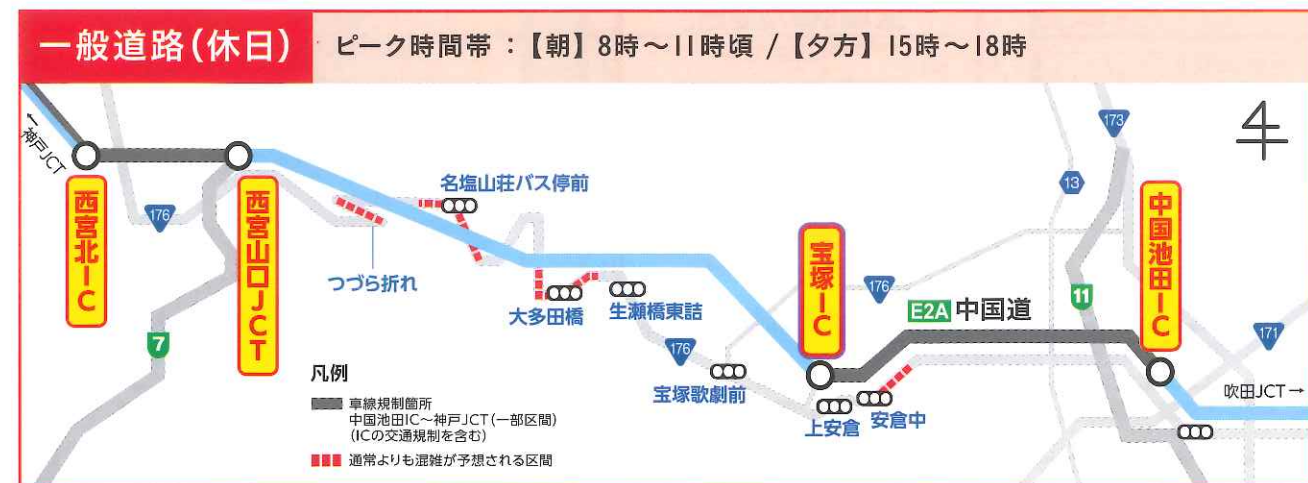 一般道路(休日)
ピーク時間帯：【朝】8時～11時頃 /【夕方】15時～18時
←神戸JCT
176
173
13
名塩山荘バス停前
西宮北IC
西宮山口JCT
宝塚IC
中国池田IC
つづら折れ
176
E2A 中国道
11
大多田橋
生瀬橋東詰
7
176
171
凡例
宝塚歌劇前
吹田JCT→
車線規制箇所
中国池田IC～神戸JCT(一部区間)
(ICの交通規制を含む)
上安倉
安倉中
通常よりも混雑が予想される区間